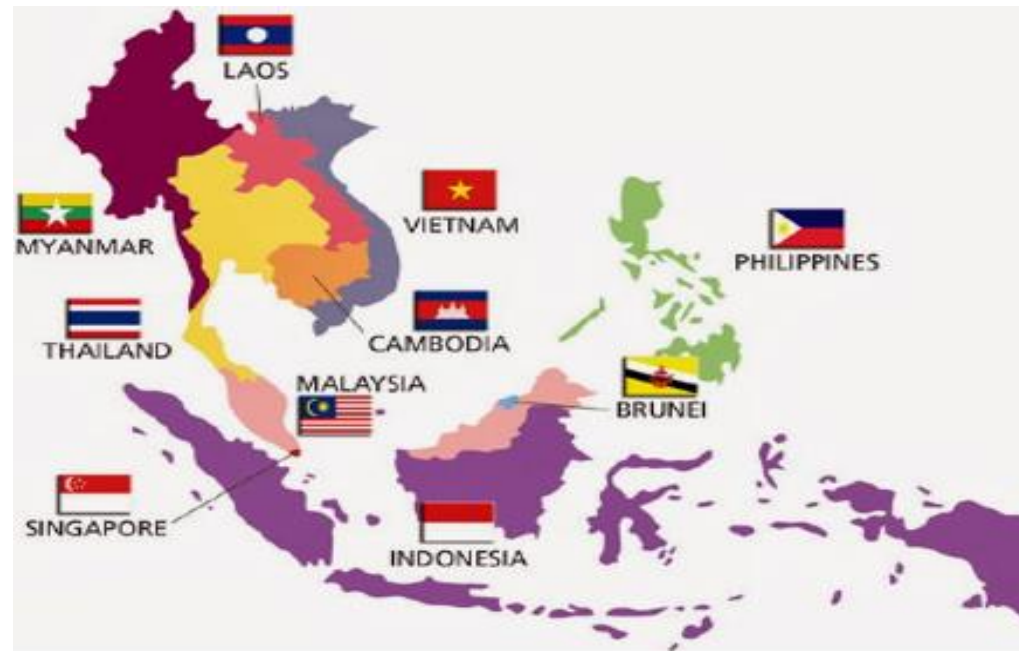 LAOS
MYANMAR
VIETNAM
PHILIPPINES
THAILAND
CAMBODIA
MALAYSIA
BRUNEI
SINGAPORE
INDONESIA